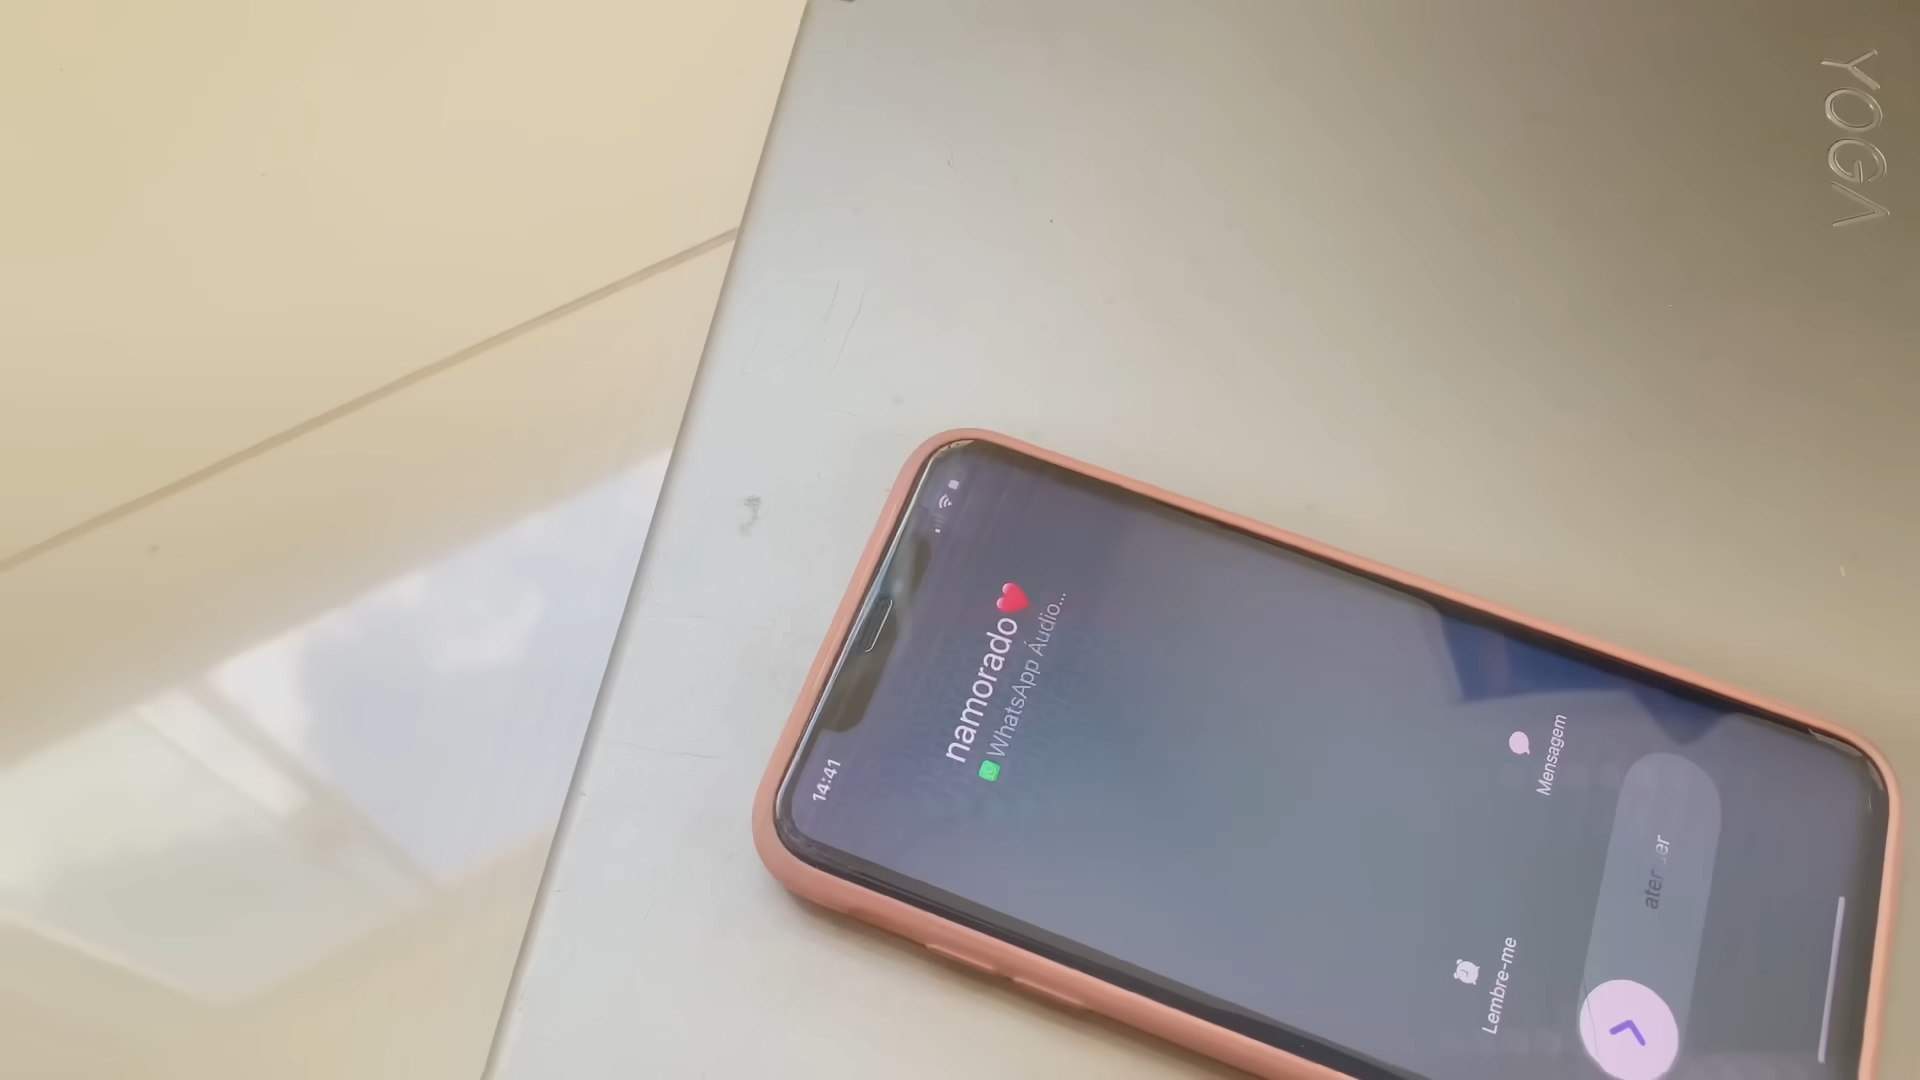 YOGA
14:41
namorado❤️
WhatsApp Áudio...
Lembre-me
Mensagem